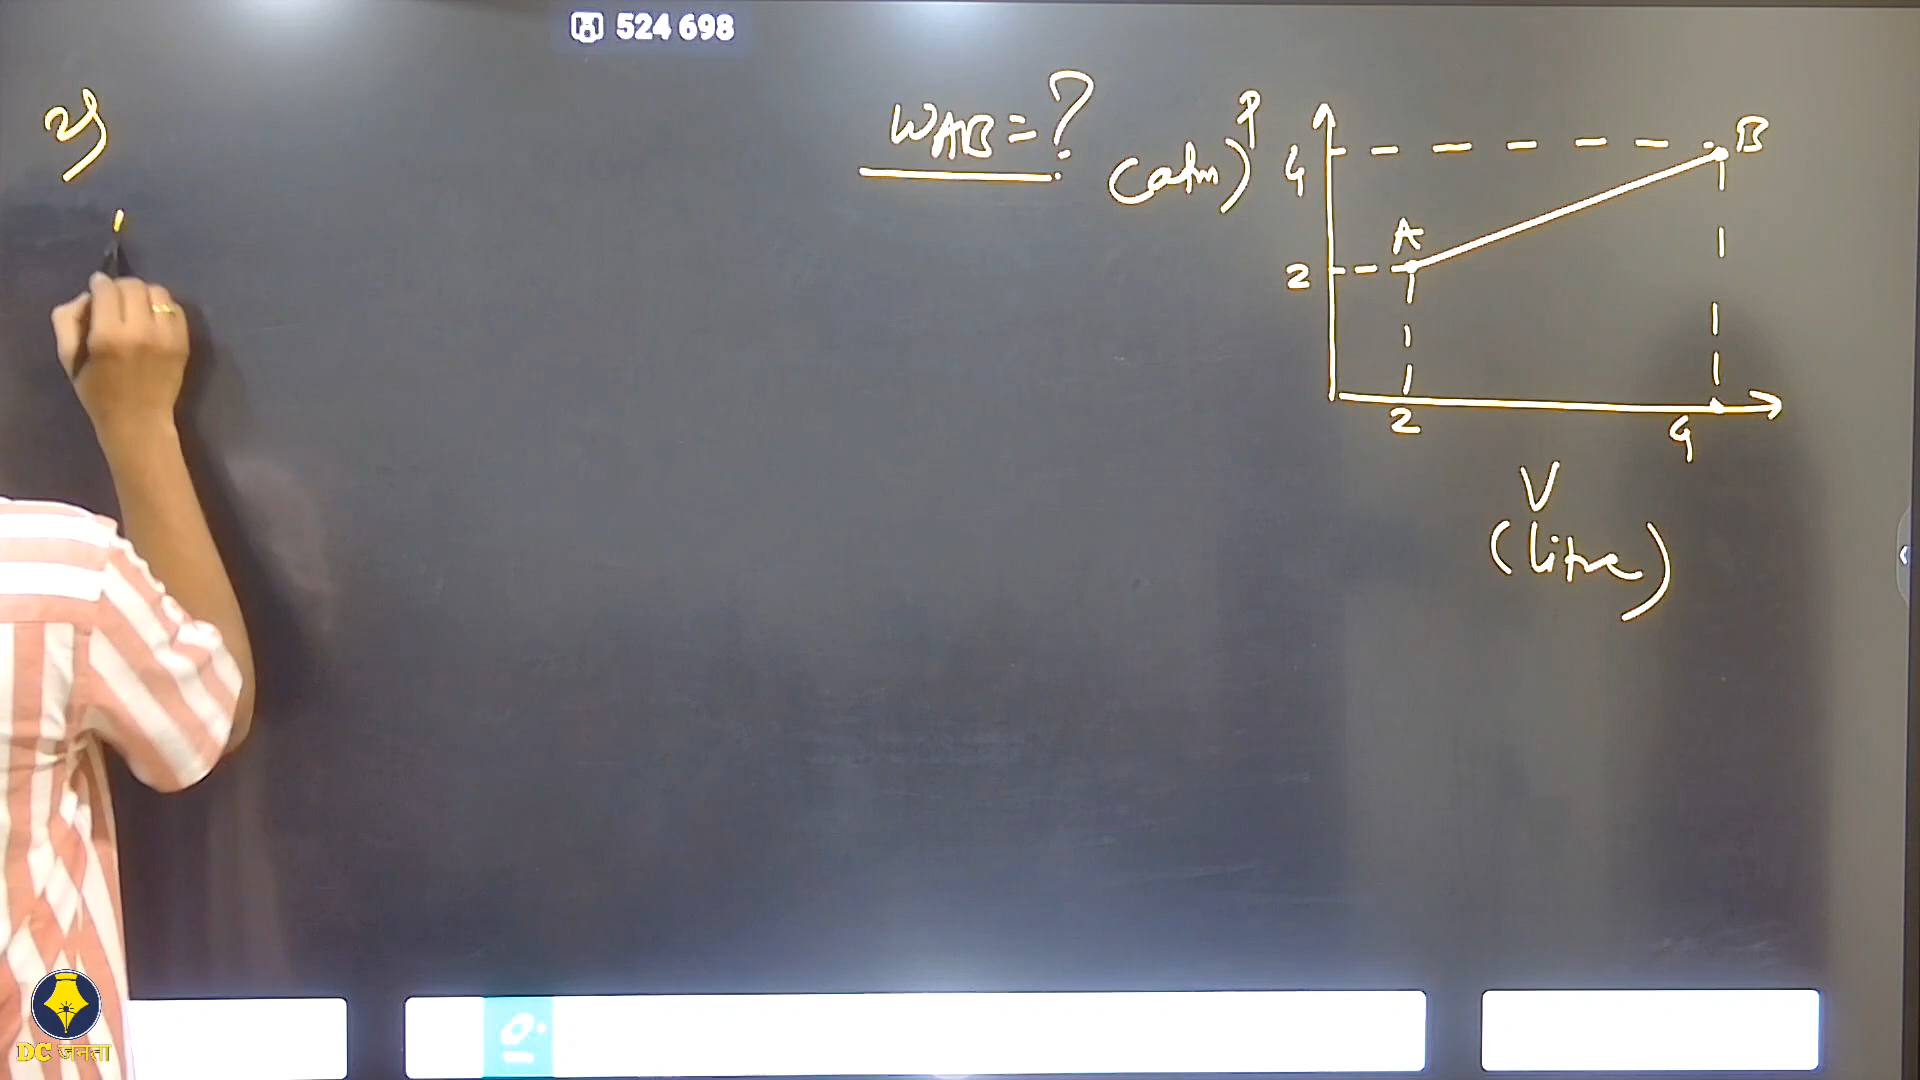 524 698
2)
WAB = ?
P
(atm)
4
B
A
2
2
4
V
(litre)
DC जनता